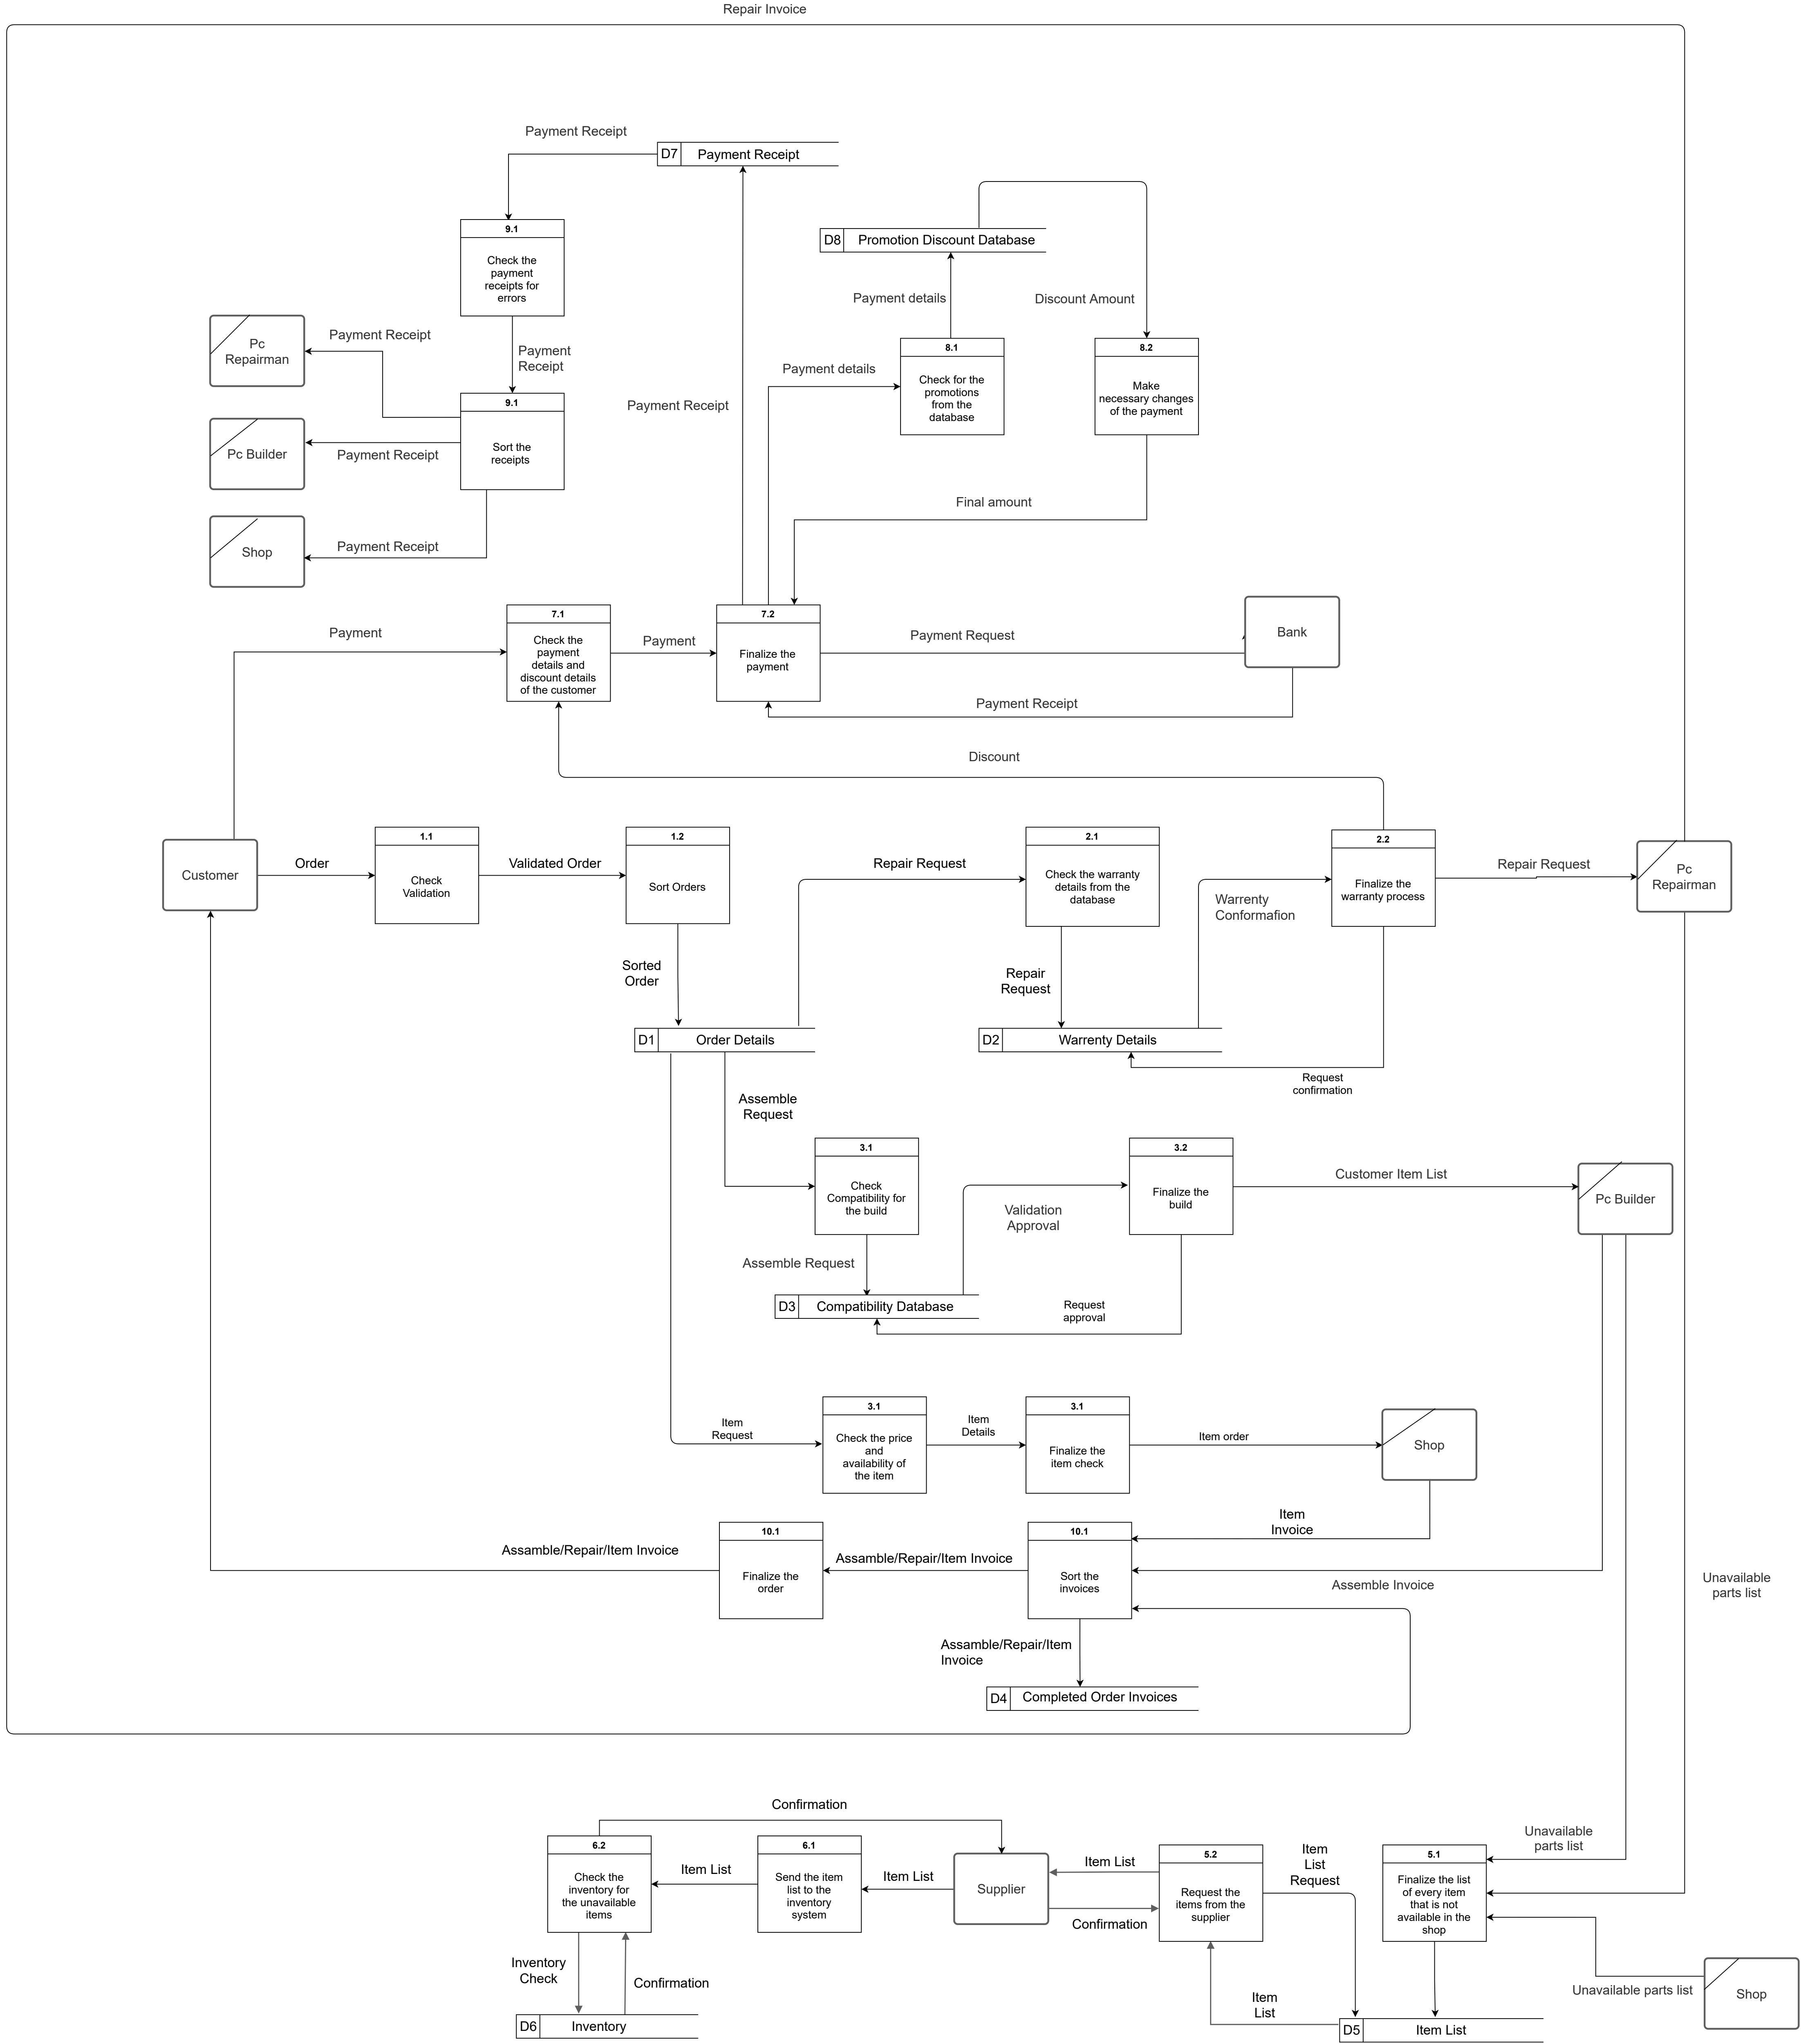 Repair Invoice
Payment Receipt
D7
Payment Receipt
9.1
Check the
payment
receipts for
errors
D8
Promotion Discount Database
Payment details
Discount Amount
Pc
Repairman
Payment Receipt
Payment
Receipt
8.1
Check for the
promotions
from the
database
8.2
Make
necessary changes
of the payment
Payment details
Payment Receipt
9.1
Sort the
receipts
Pc Builder
Payment Receipt
Final amount
Shop
Payment Receipt
7.1
Check the
payment
details and
discount details
of the customer
7.2
Finalize the
payment
Bank
Payment
Payment
Payment Request
Payment Receipt
Discount
Customer
Order
1.1
Check
Validation
Validated Order
1.2
Sort Orders
Repair Request
2.1
Check the warranty
details from the
database
Warrenty
Conformafion
2.2
Finalize the
warranty process
Repair Request
Pc
Repairman
Sorted
Order
Repair
Request
D1
Order Details
D2
Warrenty Details
Request
confirmation
Assemble
Request
3.1
Check
Compatibility for
the build
3.2
Finalize the
build
Customer Item List
Pc Builder
Validation
Approval
Assemble Request
D3
Compatibility Database
Request
approval
Item
Request
3.1
Check the price
and
availability of
the item
Item
Details
3.1
Finalize the
item check
Item order
Shop
Item
Invoice
Assamble/Repair/Item Invoice
10.1
Finalize the
order
Assamble/Repair/Item Invoice
10.1
Sort the
invoices
Assemble Invoice
Unavailable
parts list
Assamble/Repair/Item
Invoice
D4
Completed Order Invoices
Confirmation
6.2
Check the
inventory for
the unavailable
items
Item List
6.1
Send the item
list to the
inventory
system
Item List
Supplier
Item List
Confirmation
5.2
Request the
items from the
supplier
Item
List
Request
5.1
Finalize the list
of every item
that is not
available in the
shop
Unavailable
parts list
Inventory
Check
Confirmation
Item
List
Unavailable parts list
Shop
D6
Inventory
D5
Item List